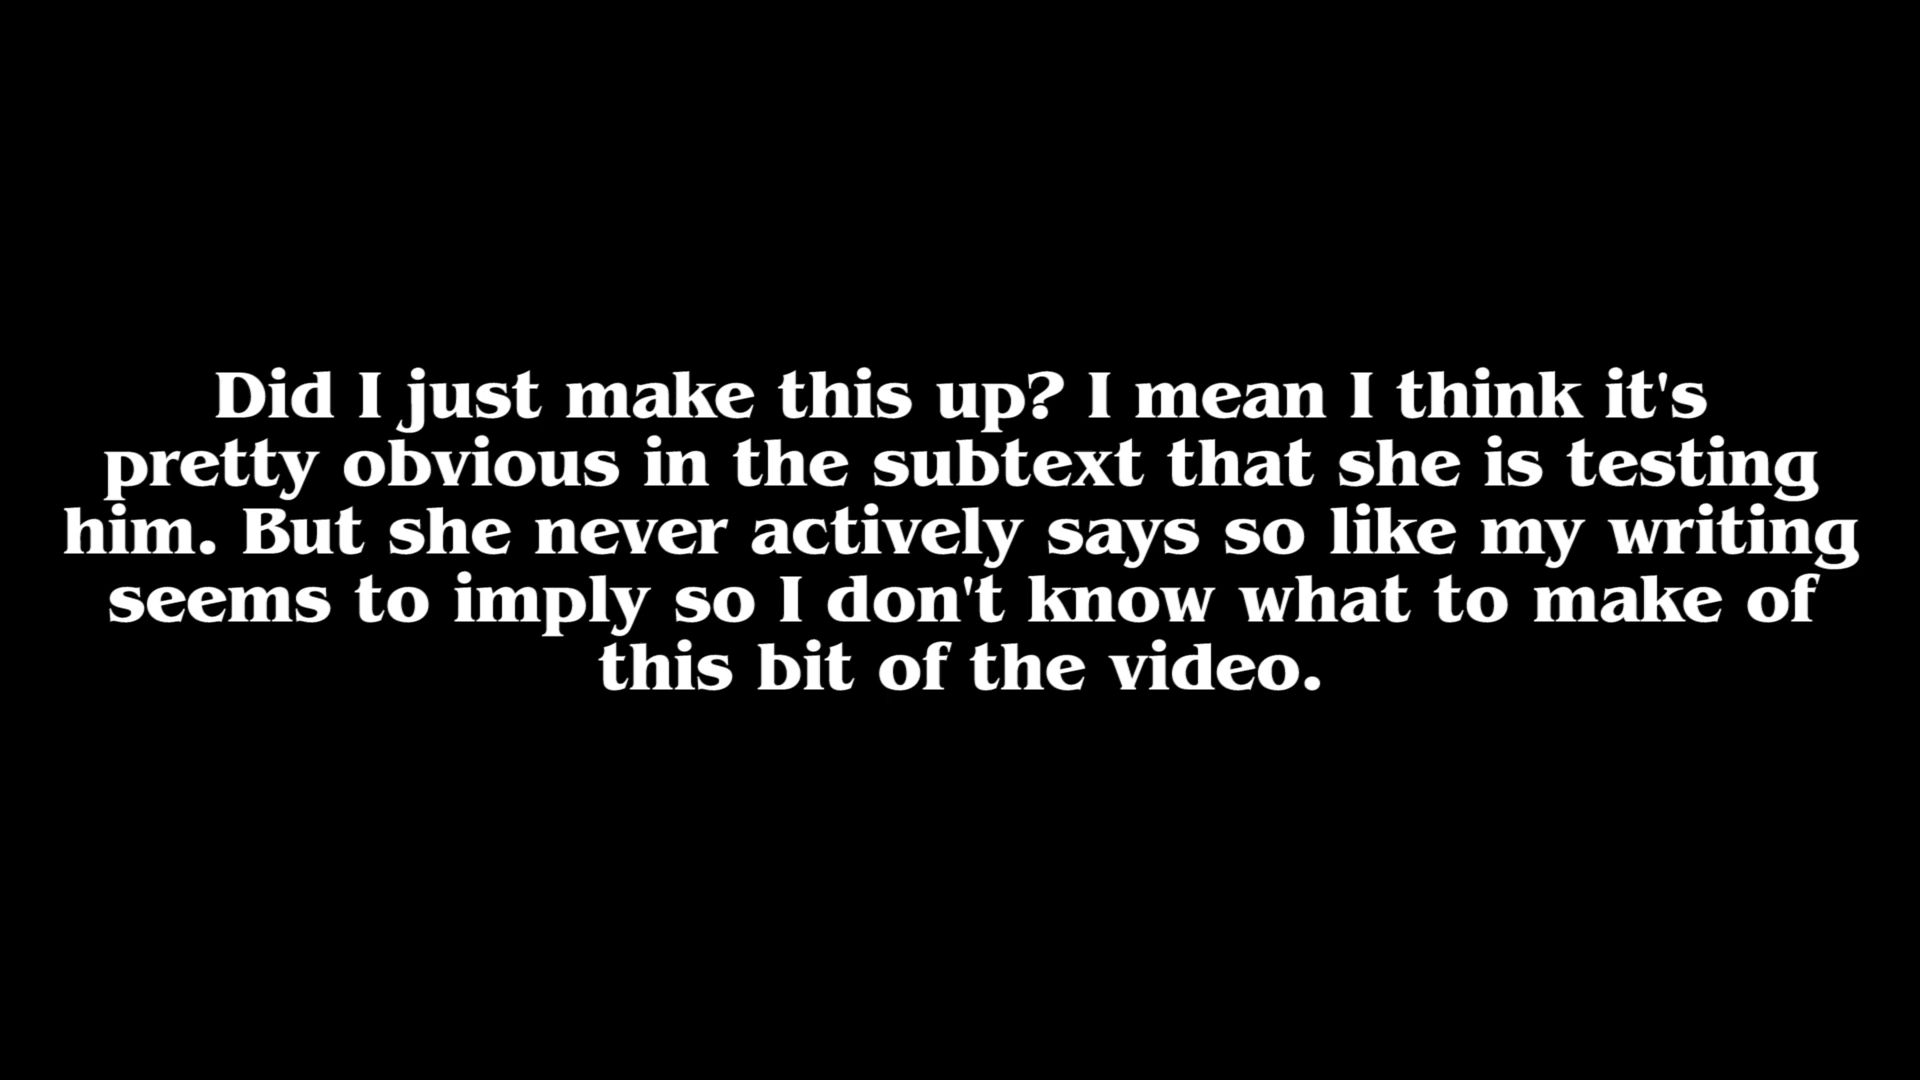 Did I just make this up? I mean I think it's
pretty obvious in the subtext that she is testing
him. But she never actively says so like my writing
seems to imply so I don't know what to make of
this bit of the video.